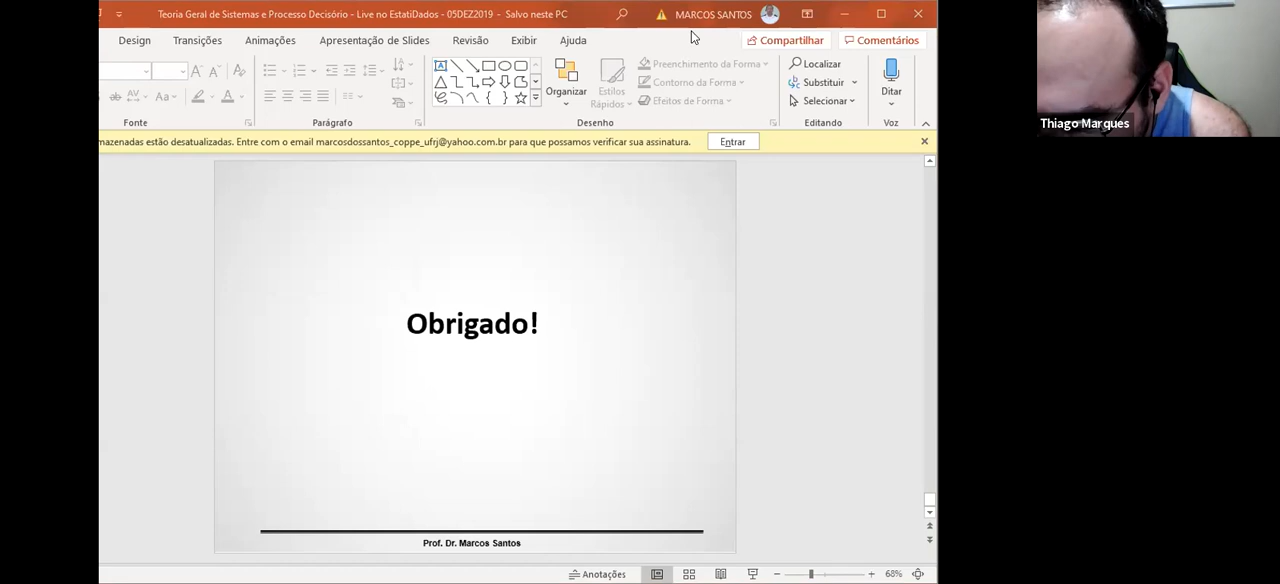 Teoria Geral de Sistemas e Processo Decisório - Live no EstatiDados - 05DEZ2019 - Salvo neste PC
MARCOS SANTOS
Design Transições Animações Apresentação de Slides Revisão Exibir Ajuda
Compartilhar Comentários
Organizar
Estilos
Rápidos
Preenchimento da Forma
Contorno da Forma
Efeitos de Forma
Localizar
Substituir
Selecionar
Ditar
Fonte Parágrafo Desenho Editando Voz
mazenadas estão desatualizadas. Entre com o email marcosdossantos_coppe_ufrj@yahoo.com.br para que possamos verificar sua assinatura. Entrar
Thiago Marques
Obrigado!
Prof. Dr. Marcos Santos
Anotações 68%